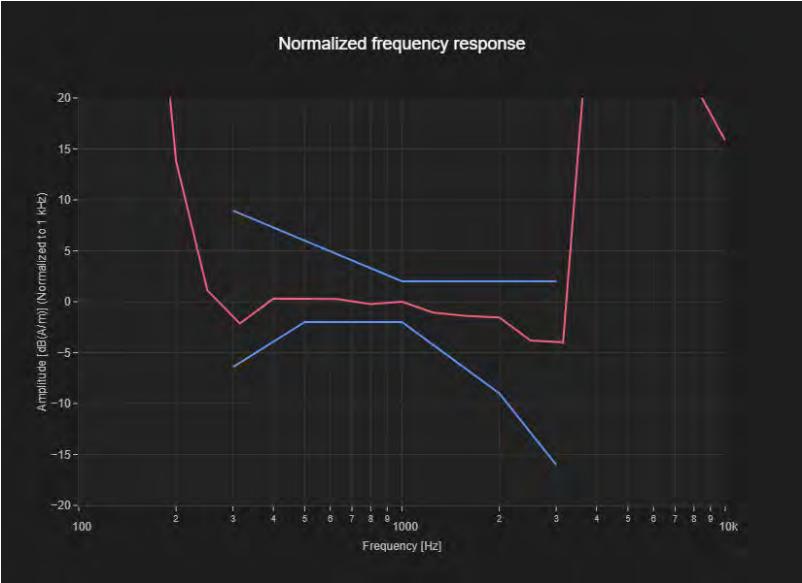 Normalized frequency response
Amplitude [dB(A/m)] (Normalized to 1 kHz)
20
15
10
5
0
−5
−10
−15
−20
2 3 4 5 6 7 8 9 2 3 4 5 6 7 8 9
100 1000 10k
Frequency [Hz]